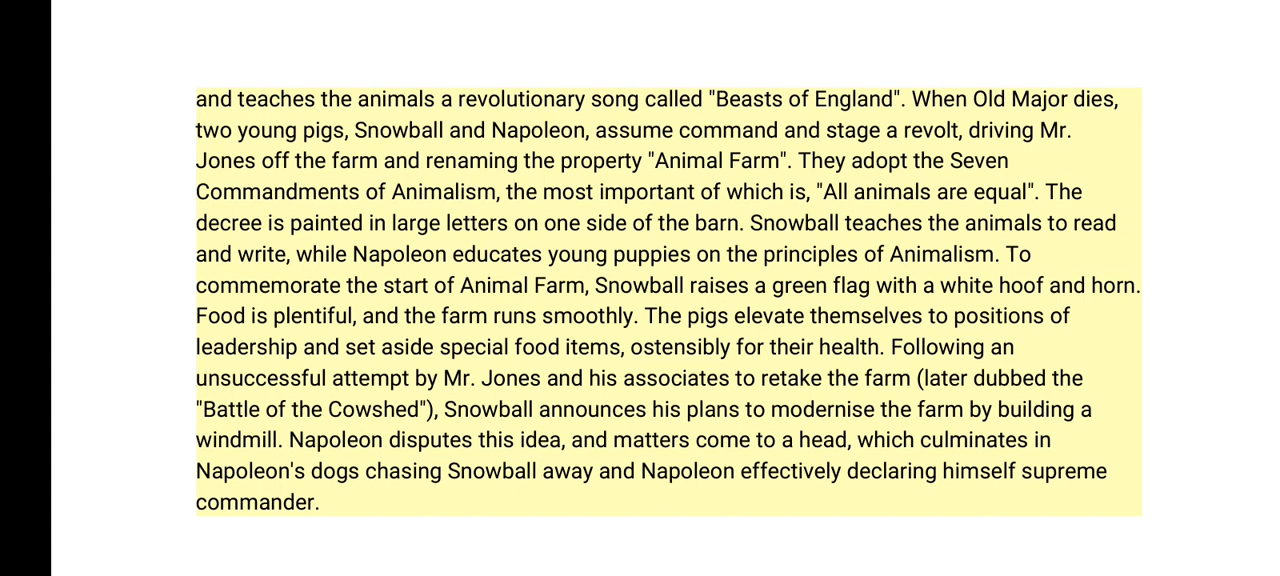 and teaches the animals a revolutionary song called "Beasts of England". When Old Major dies,
two young pigs, Snowball and Napoleon, assume command and stage a revolt, driving Mr.
Jones off the farm and renaming the property "Animal Farm". They adopt the Seven
Commandments of Animalism, the most important of which is, "All animals are equal". The
decree is painted in large letters on one side of the barn. Snowball teaches the animals to read
and write, while Napoleon educates young puppies on the principles of Animalism. To
commemorate the start of Animal Farm, Snowball raises a green flag with a white hoof and horn.
Food is plentiful, and the farm runs smoothly. The pigs elevate themselves to positions of
leadership and set aside special food items, ostensibly for their health. Following an
unsuccessful attempt by Mr. Jones and his associates to retake the farm (later dubbed the
"Battle of the Cowshed"), Snowball announces his plans to modernise the farm by building a
windmill. Napoleon disputes this idea, and matters come to a head, which culminates in
Napoleon's dogs chasing Snowball away and Napoleon effectively declaring himself supreme
commander.